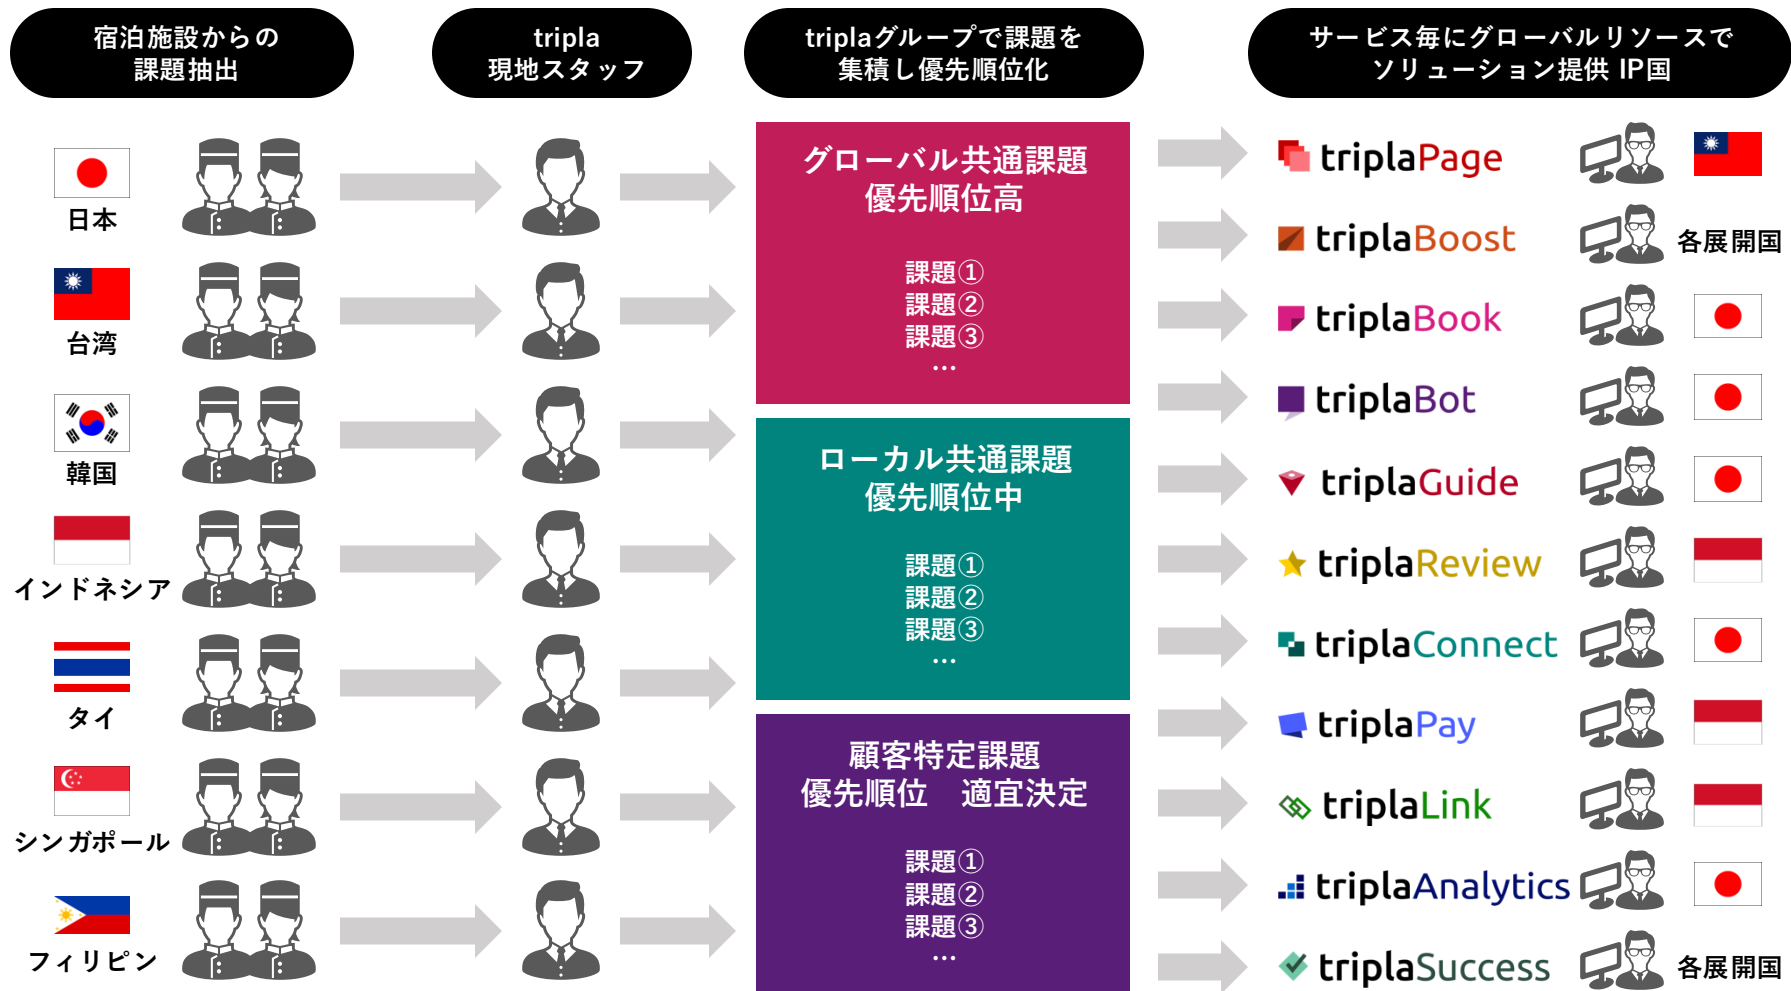 宿泊施設からの
課題抽出
tripla
現地スタッフ
triplaグループで課題を
集積し優先順位化
サービス毎にグローバルリソースで
ソリューション提供 IP国
日本
台湾
韓国
インドネシア
タイ
シンガポール
フィリピン
グローバル共通課題
優先順位高
課題①
課題②
課題③
…
ローカル共通課題
優先順位中
課題①
課題②
課題③
…
顧客特定課題
優先順位　適宜決定
課題①
課題②
課題③
…
triplaPage
triplaBoost
各展開国
triplaBook
triplaBot
triplaGuide
triplaReview
triplaConnect
triplaPay
triplaLink
triplaAnalytics
triplaSuccess
各展開国